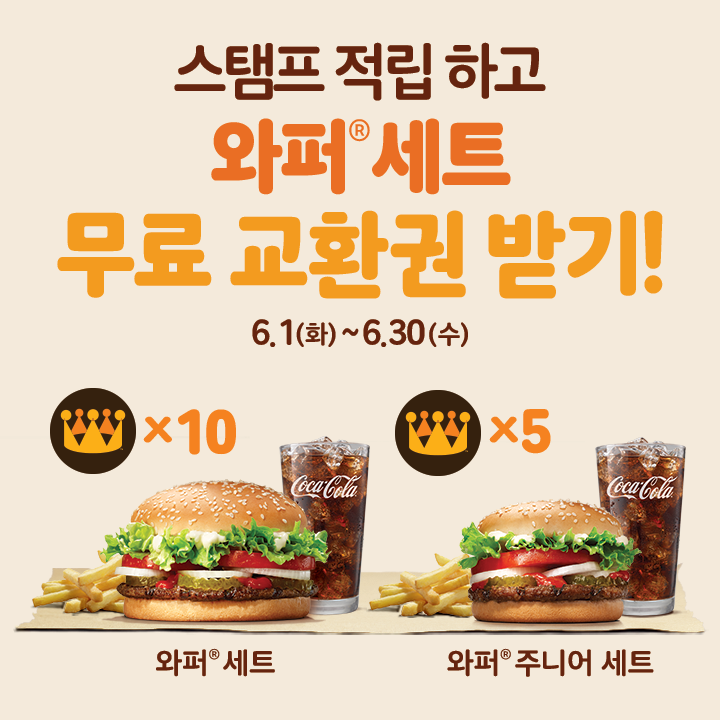 스탬프 적립 하고
와퍼® 세트
무료 교환권 받기!
6.1(화) ~ 6.30(수)
×10
×5
Coca-Cola
Coca-Cola
와퍼® 세트
와퍼® 주니어 세트